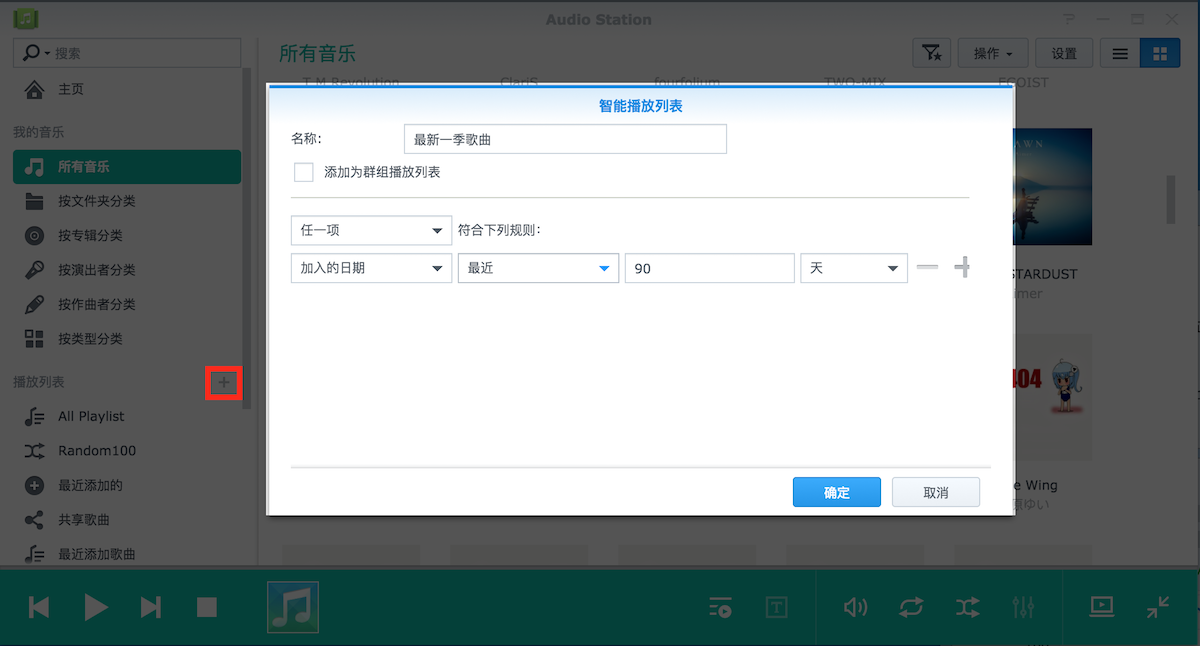 Audio Station
搜索
所有音乐
操作
设置
主页
T.M.Revolution ClariS fourfolium TWO-MIX EGOIST
智能播放列表
名称: 最新一季歌曲
我的音乐
添加为群组播放列表
所有音乐
按文件夹分类
任一项 符合下列规则:
按专辑分类
加入的日期 最近 90 天
按演出者分类
STARDUST
按作曲者分类
imer
按类型分类
播放列表
404
All Playlist
Random100
最近添加的
e Wing
确定 取消
原ゆい
共享歌曲
最近添加歌曲